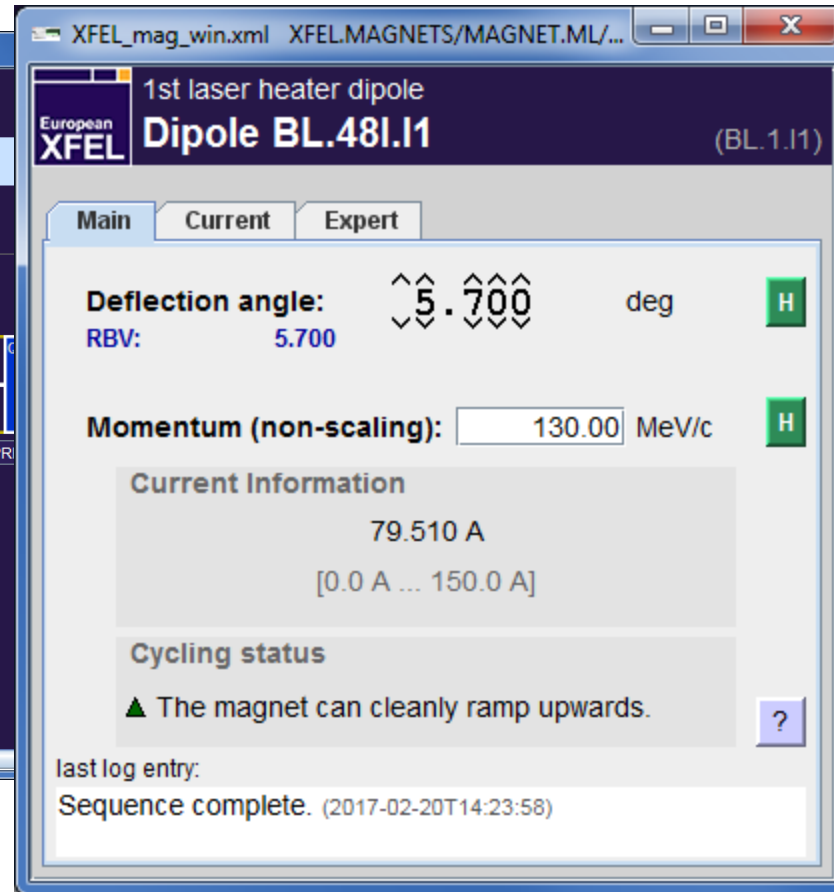 XFEL_mag_win.xml XFEL.MAGNETS/MAGNET.ML/...
1st laser heater dipole
European
XFEL
Dipole BL.48I.I1
(BL.1.I1)
Main Current Expert
Deflection angle: 5.700 deg H
RBV: 5.700
Momentum (non-scaling): 130.00 MeV/c H
Current Information
79.510 A
[0.0 A ... 150.0 A]
Cycling status
The magnet can cleanly ramp upwards.
?
last log entry:
Sequence complete. (2017-02-20T14:23:58)